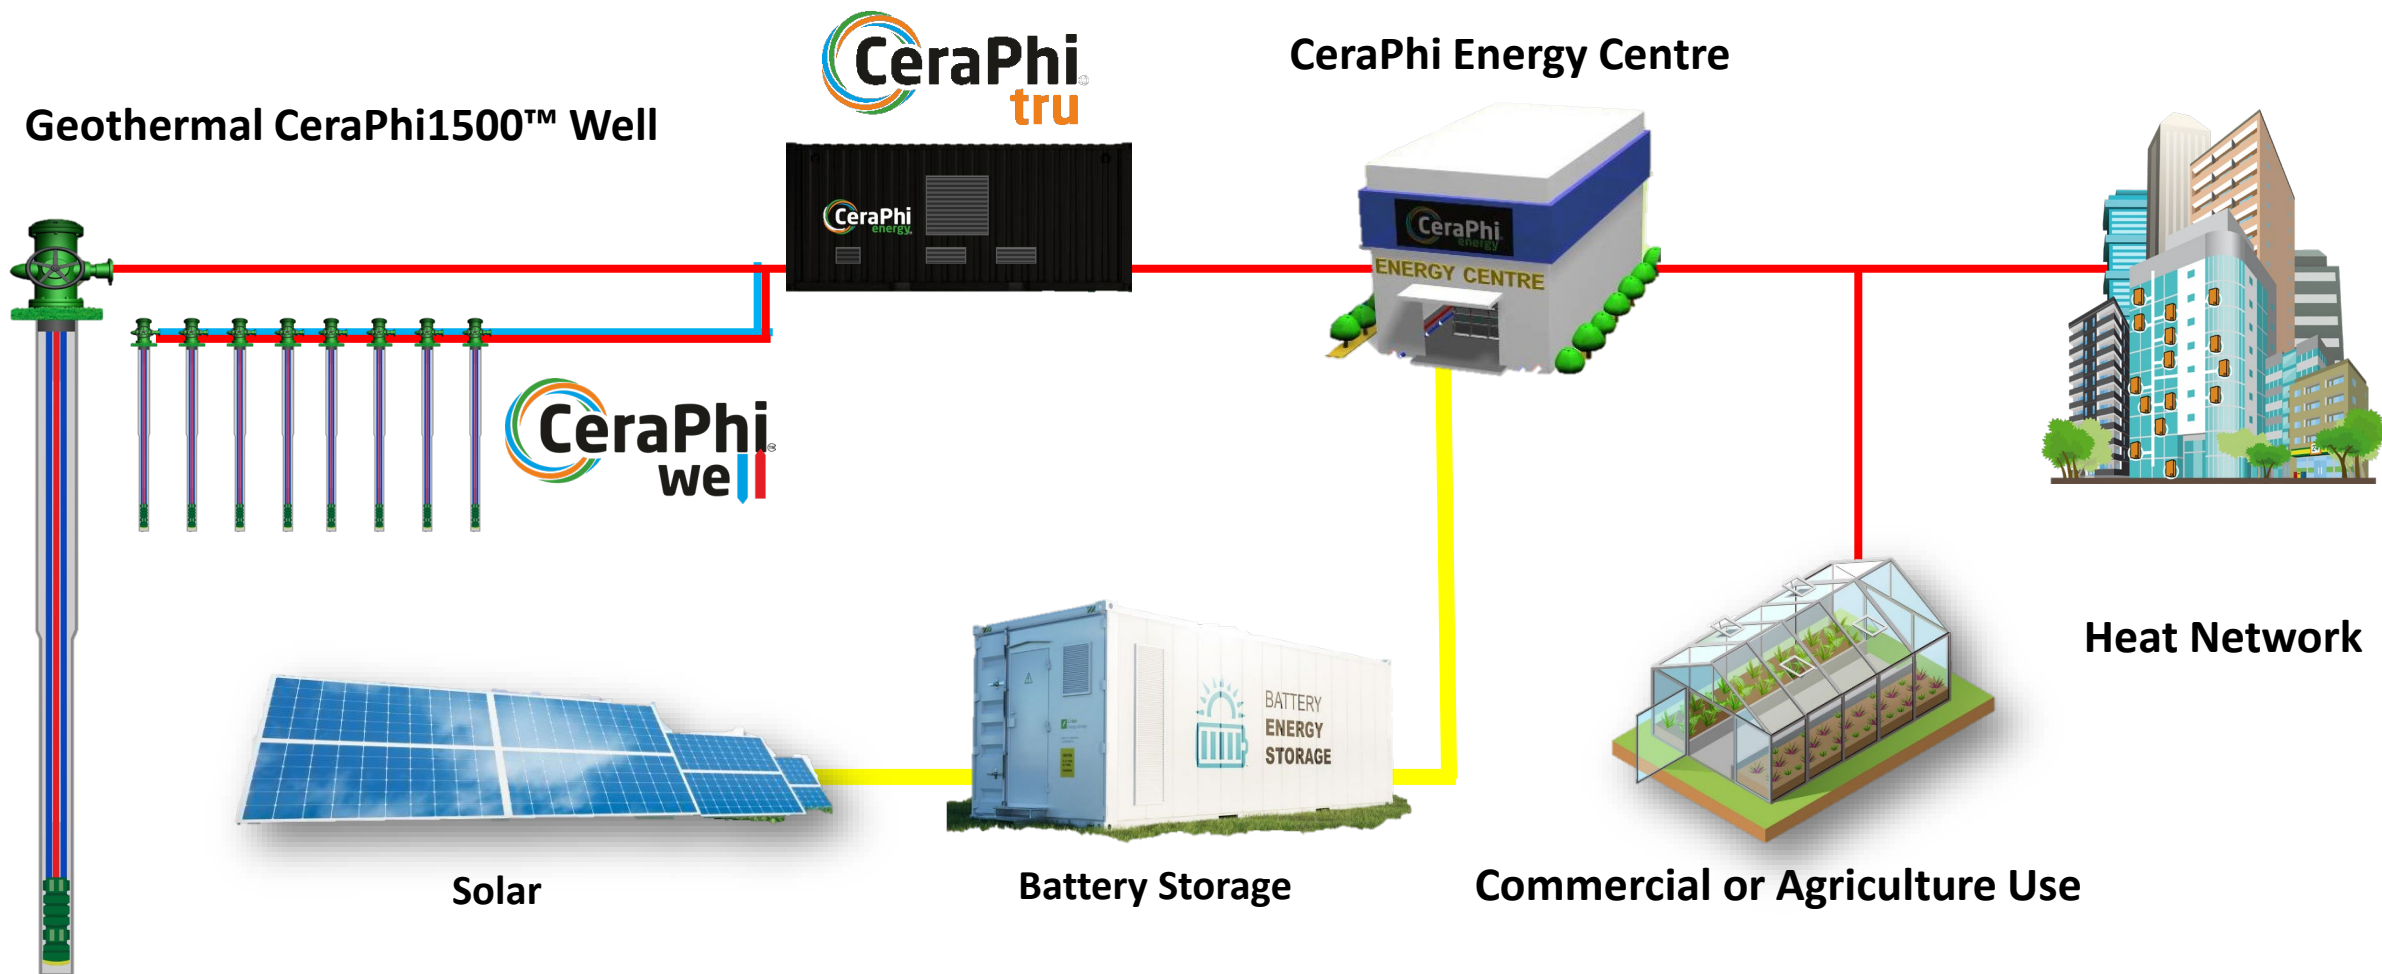 CeraPhi
tru
CeraPhi Energy Centre
Geothermal CeraPhi1500™ Well
CeraPhi
energy
CeraPhi
energy
ENERGY CENTRE
CeraPhi
well
Heat Network
BATTERY
ENERGY
STORAGE
Solar
Battery Storage
Commercial or Agriculture Use